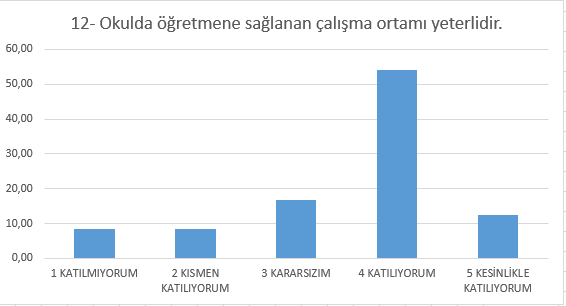 12- Okulda öğretmene sağlanan çalışma ortamı yeterlidir.
60,00
50,00
40,00
30,00
20,00
10,00
0,00
1 KATILMIYORUM
2 KISMEN
KATILIYORUM
3 KARARSIZIM
4 KATILIYORUM
5 KESİNLİKLE
KATILIYORUM